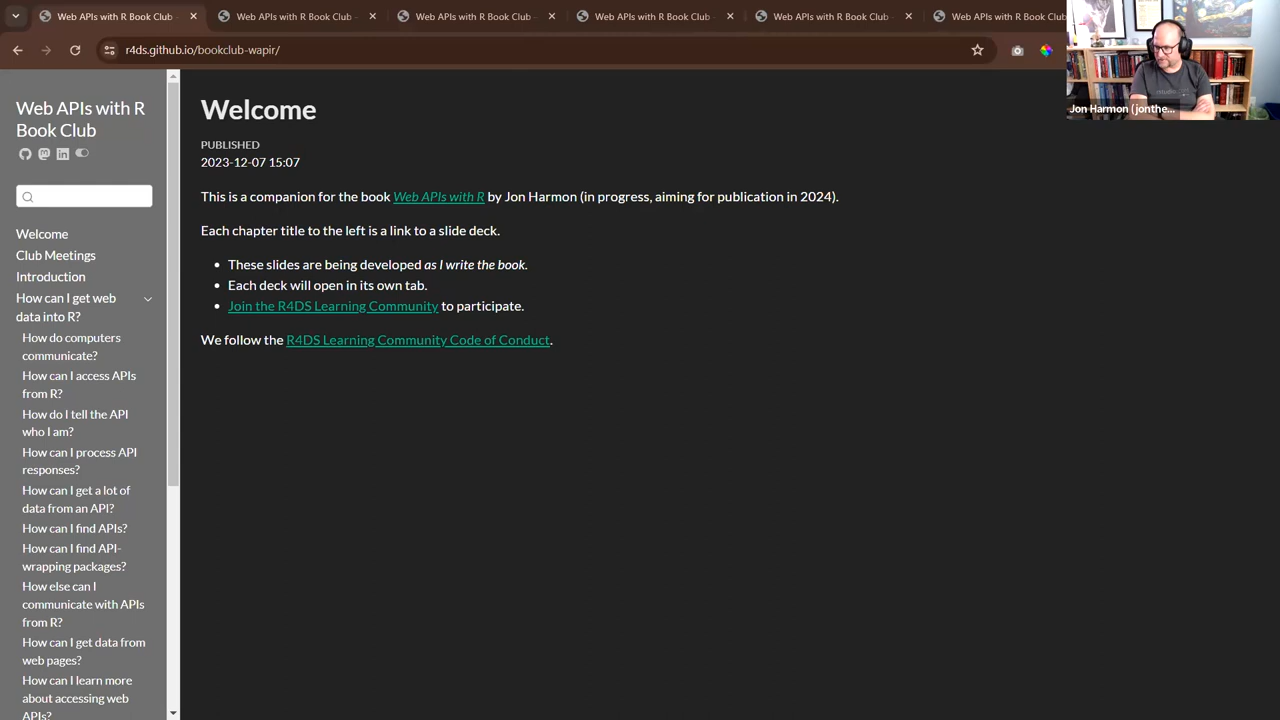 Web APIs with R Book Club
Web APIs with R Book Club -
Web APIs with R Book Club -
Web APIs with R Book Club -
Web APIs with R Book Club -
Web APIs with R Book Club
r4ds.github.io/bookclub-wapir/
Jon Harmon (jonthe...
Web APIs with R
Book Club
Welcome
Club Meetings
Introduction
How can I get web
data into R?
How do computers
communicate?
How can I access APIs
from R?
How do I tell the API
who I am?
How can I process API
responses?
How can I get a lot of
data from an API?
How can I find APIs?
How can I find API-
wrapping packages?
How else can I
communicate with APIs
from R?
How can I get data from
web pages?
How can I learn more
about accessing web
APIs?
Welcome
PUBLISHED
2023-12-07 15:07
This is a companion for the book Web APIs with R by Jon Harmon (in progress, aiming for publication in 2024).
Each chapter title to the left is a link to a slide deck.
These slides are being developed as I write the book.
Each deck will open in its own tab.
Join the R4DS Learning Community to participate.
We follow the R4DS Learning Community Code of Conduct.